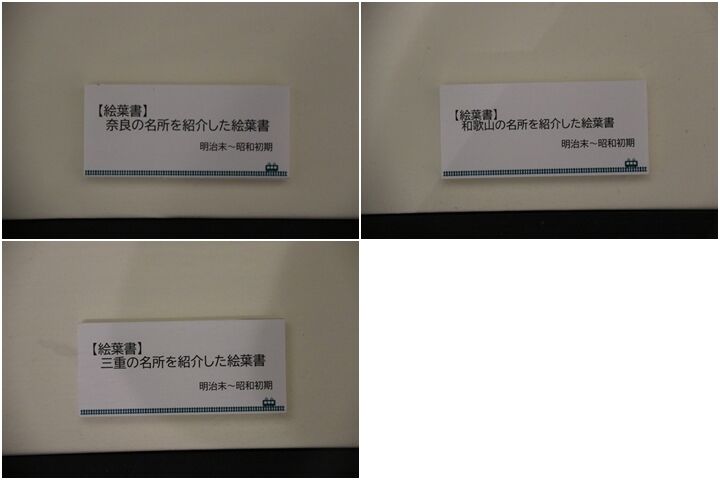 【絵葉書】
奈良の名所を紹介した絵葉書
明治末～昭和初期
【絵葉書】
和歌山の名所を紹介した絵葉書
明治末～昭和初期
【絵葉書】
三重の名所を紹介した絵葉書
明治末～昭和初期